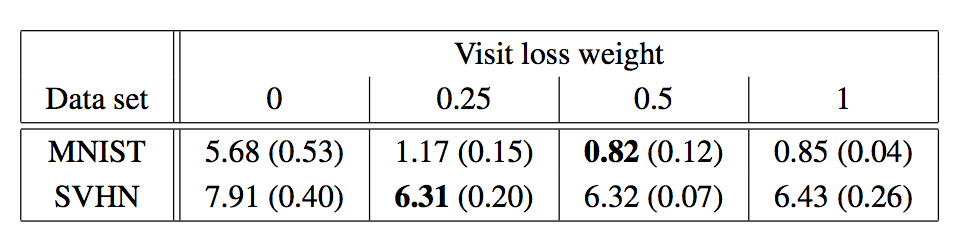 Visit loss weight
Data set 0 0.25 0.5 1
MNIST 5.68 (0.53) 1.17 (0.15) 0.82 (0.12) 0.85 (0.04)
SVHN 7.91 (0.40) 6.31 (0.20) 6.32 (0.07) 6.43 (0.26)